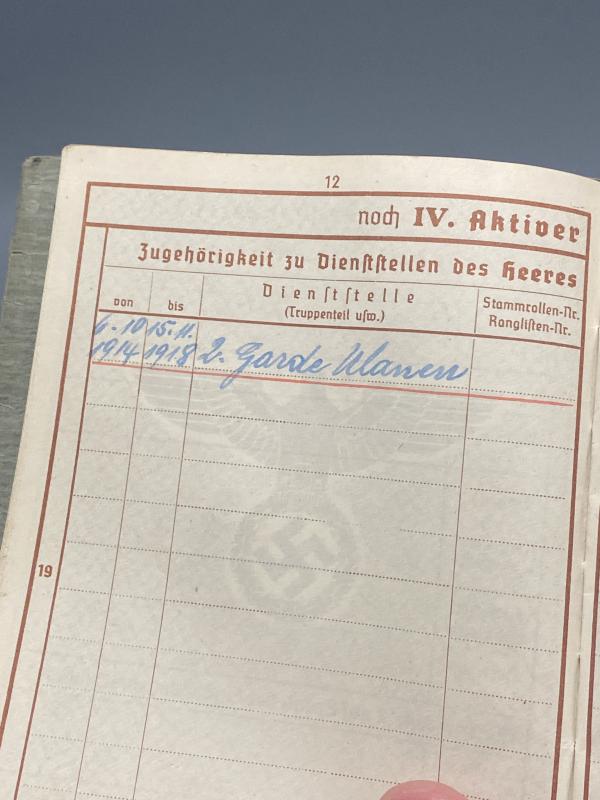 12
noch IV. Aktiver
Zugehörigkeit zu Dienststellen des Heeres
von
bis
Dienststelle
(Truppenteil usw.)
Stammrollen-Nr.
Ranglisten-Nr.
6.10 15.11.
1914 1918 2. Garde Ulanen
19